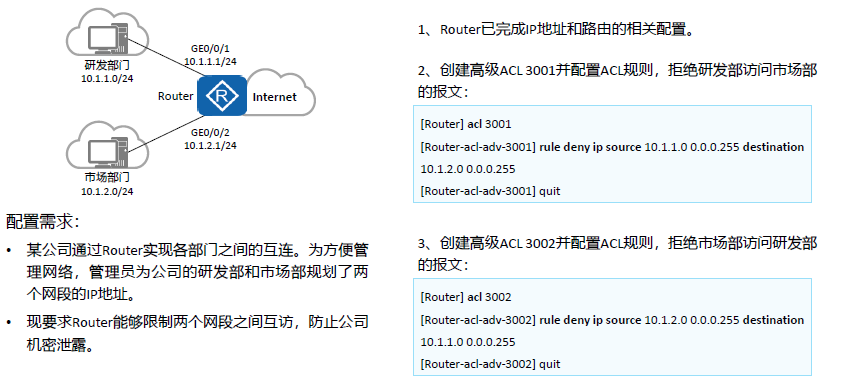 研发部门
10.1.1.0/24
GE0/0/1
10.1.1.1/24
Router
R
Internet
GE0/0/2
10.1.2.1/24
市场部门
10.1.2.0/24
配置需求：
• 某公司通过Router实现各部门之间的互连。为方便管
理网络，管理员为公司的研发部和市场部规划了两
个网段的IP地址。
• 现要求Router能够限制两个网段之间互访，防止公司
机密泄露。
1、Router已完成IP地址和路由的相关配置。
2、创建高级ACL 3001并配置ACL规则，拒绝研发部访问市场部
的报文：
[Router] acl 3001
[Router-acl-adv-3001] rule deny ip source 10.1.1.0 0.0.0.255 destination
10.1.2.0 0.0.0.255
[Router-acl-adv-3001] quit
3、创建高级ACL 3002并配置ACL规则，拒绝市场部访问研发部
的报文：
[Router] acl 3002
[Router-acl-adv-3002] rule deny ip source 10.1.2.0 0.0.0.255 destination
10.1.1.0 0.0.0.255
[Router-acl-adv-3002] quit